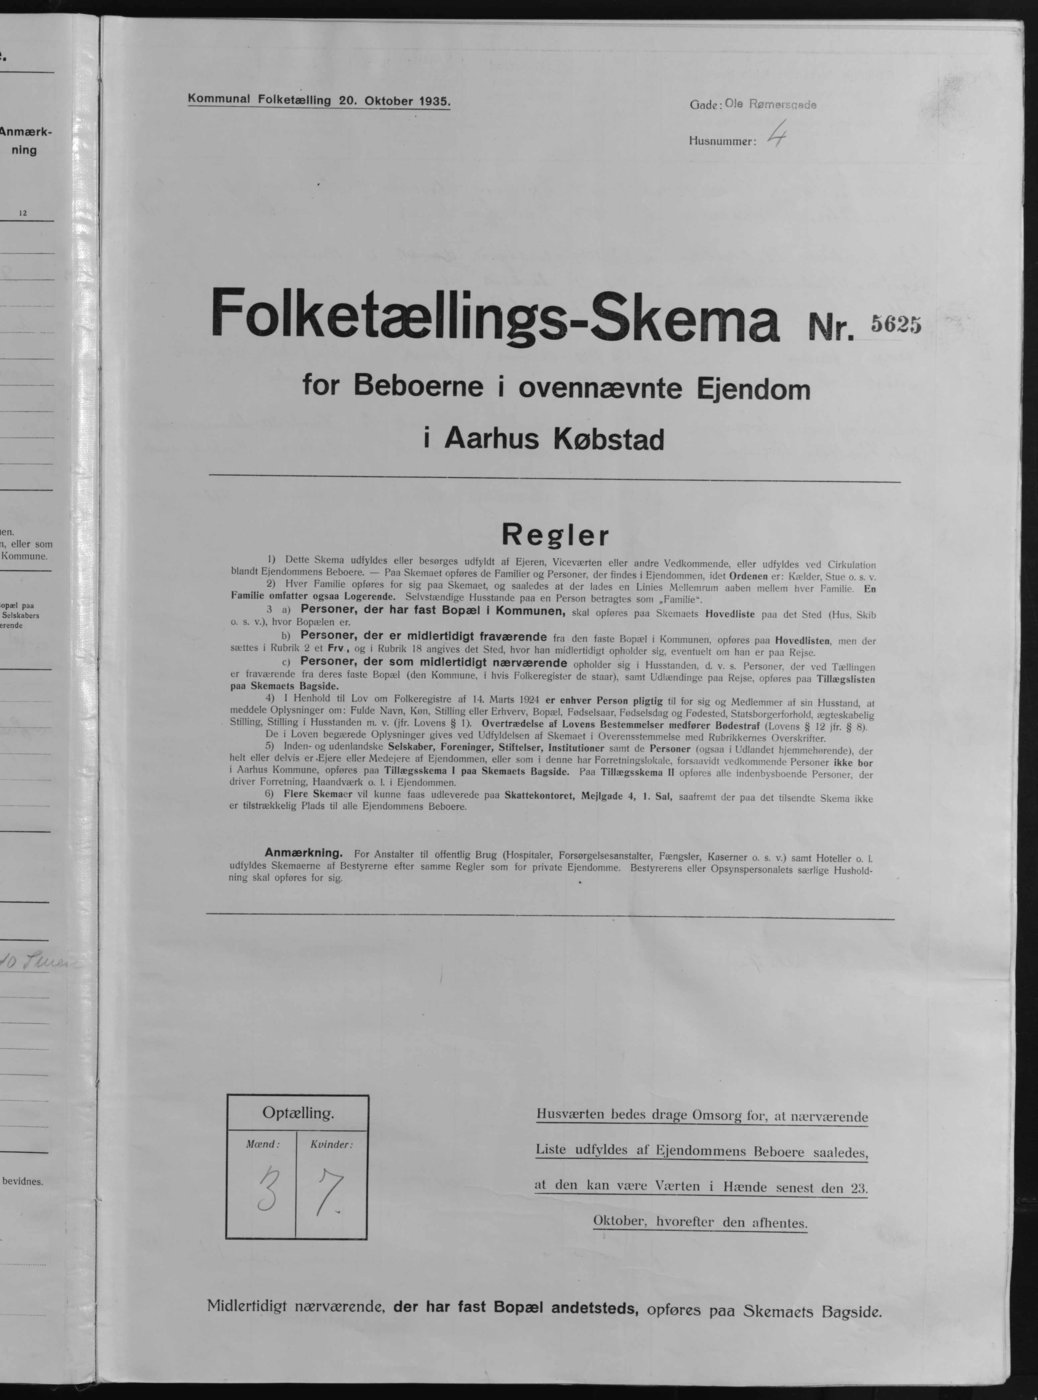 e.
Anmærk-
ning
12
ien.
n, eller som
Kommune.
opæl paa
Selskabers
erende
bevidnes.
Kommunal Folketælling 20. Oktober 1935.
Gade: Ole Rømersgade
Husnummer: 4
Folketællings-Skema Nr. 5625
for Beboerne i ovennævnte Ejendom
i Aarhus Købstad
Regler
1) Dette Skema udfyldes eller besørges udfyldt af Ejeren, Viceværten eller andre Vedkommende, eller udfyldes ved Cirkulation
blandt Ejendommens Beboere. — Paa Skemaet opføres de Familier og Personer, der findes i Ejendommen, idet Ordenen er: Kælder, Stue o. s. v.
2) Hver Familie opføres for sig paa Skemaet, og saaledes at der lades en Linies Mellemrum aaben mellem hver Familie. En
Familie omfatter ogsaa Logerende. Selvstændige Husstande paa en Person betragtes som „Familie“.
3 a) Personer, der har fast Bopæl i Kommunen, skal opføres paa Skemaets Hovedliste paa det Sted (Hus, Skib
o. s. v.), hvor Bopælen er.
b) Personer, der er midlertidigt fraværende fra den faste Bopæl i Kommunen, opføres paa Hovedlisten, men der
sættes i Rubrik 2 et Frv., og i Rubrik 18 angives det Sted, hvor han midlertidigt opholder sig, eventuelt om han er paa Rejse.
c) Personer, der som midlertidigt nærværende opholder sig i Husstanden, d. v. s. Personer, der ved Tællingen
er fraværende fra deres faste Bopæl (den Kommune, i hvis Folkeregister de staar), samt Udlændinge paa Rejse, opføres paa Tillægslisten
paa Skemaets Bagside.
4) I Henhold til Lov om Folkeregistre af 14. Marts 1924 er enhver Person pligtig til for sig og Medlemmer af sin Husstand, at
meddele Oplysninger om: Fulde Navn, Køn, Stilling eller Erhverv, Bopæl, Fødselsaar, Fødselsdag og Fødested, Statsborgerforhold, ægteskabelig
Stilling, Stilling i Husstanden m. v. (jfr. Lovens § 1). Overtrædelse af Lovens Bestemmelser medfører Bødestraf (Lovens § 12 jfr. § 8).
De i Loven begærede Oplysninger gives ved Udfyldelsen af Skemaet i Overensstemmelse med Rubrikkernes Overskrifter.
5) Inden- og udenlandske Selskaber, Foreninger, Stiftelser, Institutioner samt de Personer (ogsaa i Udlandet hjemmehørende), der
helt eller delvis er Ejere eller Medejere af Ejendommen, eller som i denne har Forretningslokale, forsaavidt vedkommende Personer ikke bor
i Aarhus Kommune, opføres paa Tillægsskema I paa Skemaets Bagside. Paa Tillægsskema II opføres alle indenbysboende Personer, der
driver Forretning, Haandværk o. l. i Ejendommen.
6) Flere Skemaer vil kunne faas udleverede paa Skattekontoret, Mejlgade 4, 1. Sal, saafremt der paa det tilsendte Skema ikke
er tilstrækkelig Plads til alle Ejendommens Beboere.
Anmærkning. For Anstalter til offentlig Brug (Hospitaler, Forsørgelsesanstalter, Fængsler, Kaserner o. s. v.) samt Hoteller o. l.
udfyldes Skemaerne af Bestyrerne efter samme Regler som for private Ejendomme. Bestyrerens eller Opsynspersonalets særlige Hushold-
ning skal opføres for sig.
Optælling.
Mænd: Kvinder:
3 7.
Husværten bedes drage Omsorg for, at nærværende
Liste udfyldes af Ejendommens Beboere saaledes,
at den kan være Værten i Hænde senest den 23.
Oktober, hvorefter den afhentes.
Midlertidigt nærværende, der har fast Bopæl andetsteds, opføres paa Skemaets Bagside.